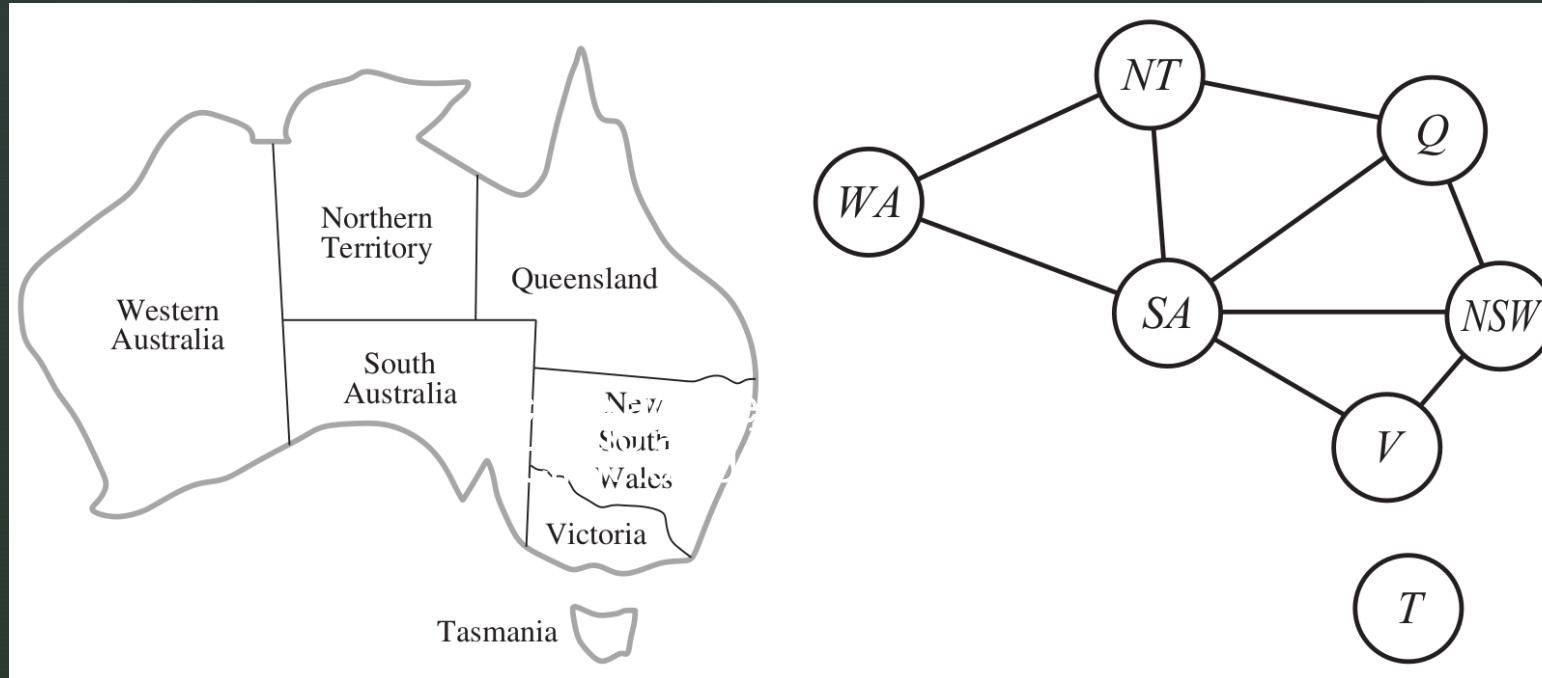 Northern
Territory
Queensland
Western
Australia
South
Australia
New
South
Wales
Victoria
Tasmania
NT
Q
WA
SA
NSW
V
T